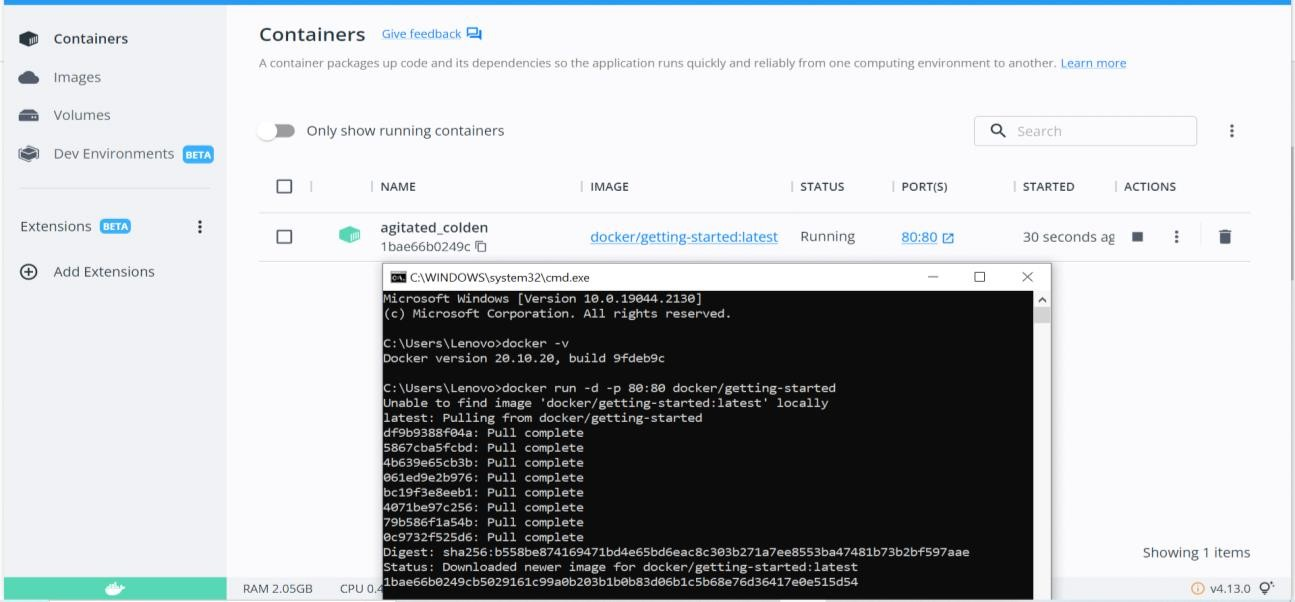 Containers
Images
Volumes
Dev Environments BETA
Extensions BETA
Add Extensions
Containers Give feedback
A container packages up code and its dependencies so the application runs quickly and reliably from one computing environment to another. Learn more
Only show running containers
Search
NAME IMAGE STATUS PORT(S) STARTED ACTIONS
agitated_colden
1bae66b0249c
docker/getting-started:latest Running 80:80 30 seconds ag
C:\WINDOWS\system32\cmd.exe
Microsoft Windows [Version 10.0.19044.2130]
(c) Microsoft Corporation. All rights reserved.
C:\Users\Lenovo>docker -v
Docker version 20.10.20, build 9fdeb9c
C:\Users\Lenovo>docker run -d -p 80:80 docker/getting-started
Unable to find image 'docker/getting-started:latest' locally
latest: Pulling from docker/getting-started
df9b9388f04a: Pull complete
5867cba5fcbd: Pull complete
4b639e65cb3b: Pull complete
061ed9e2b976: Pull complete
bc19f3e8eeb1: Pull complete
4071be97c256: Pull complete
79b586f1a54b: Pull complete
0c9732f525d6: Pull complete
Digest: sha256:b558be874169471bd4e65bd6eac8c303b271a7ee8553ba47481b73b2bf597aae
Status: Downloaded newer image for docker/getting-started:latest
1bae66b0249cb5029161c99a0b203b1b0b83d06b1c5b68e76d36417e0e515d54
Showing 1 items
RAM 2.05GB CPU 0.4
v4.13.0